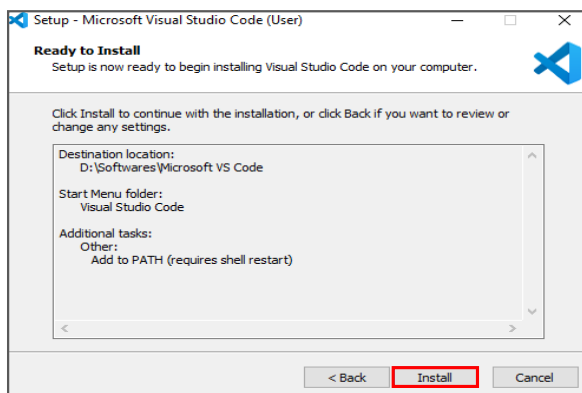 Setup - Microsoft Visual Studio Code (User)
Ready to Install
Setup is now ready to begin installing Visual Studio Code on your computer.
Click Install to continue with the installation, or click Back if you want to review or
change any settings.
Destination location:
D:\Softwares\Microsoft VS Code
Start Menu folder:
Visual Studio Code
Additional tasks:
Other:
Add to PATH (requires shell restart)
< Back Install Cancel